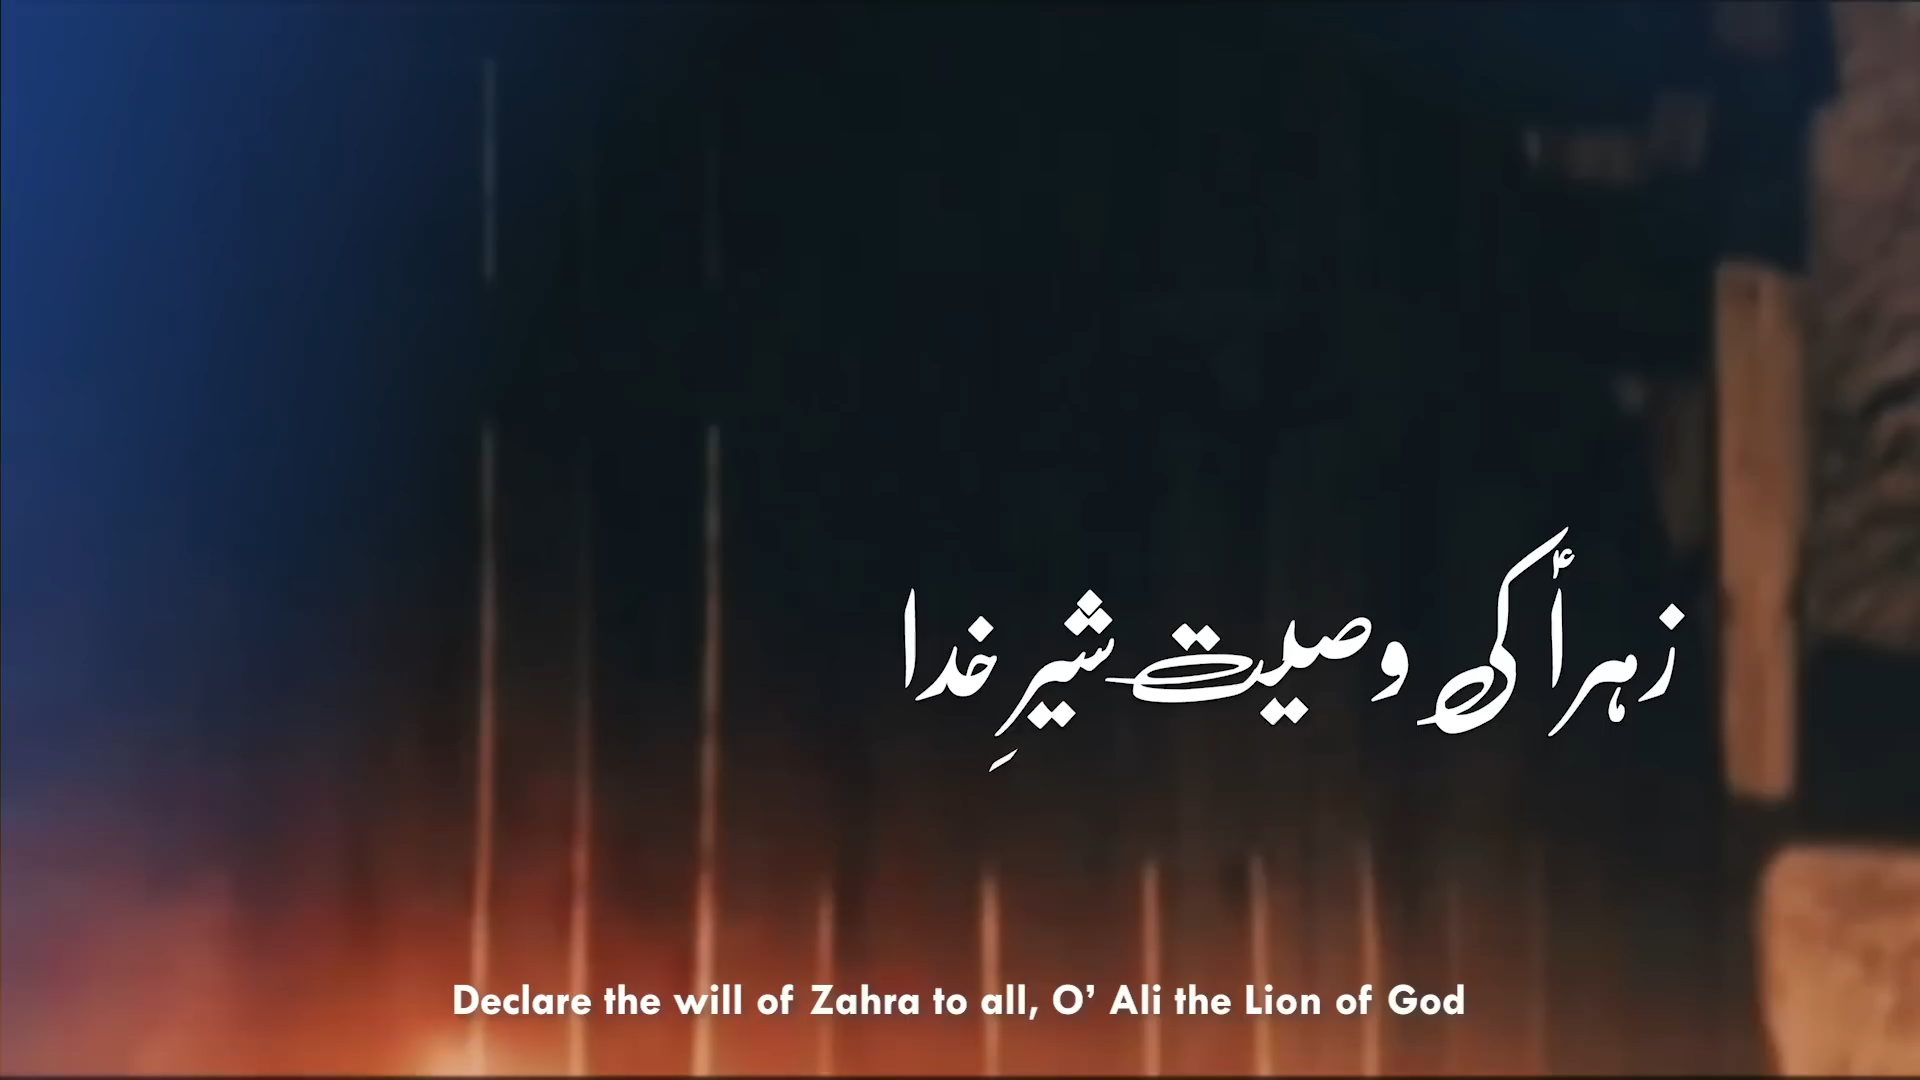 زہراؑ کی وصیت شیرِ خدا
Declare the will of Zahra to all, O’ Ali the Lion of God